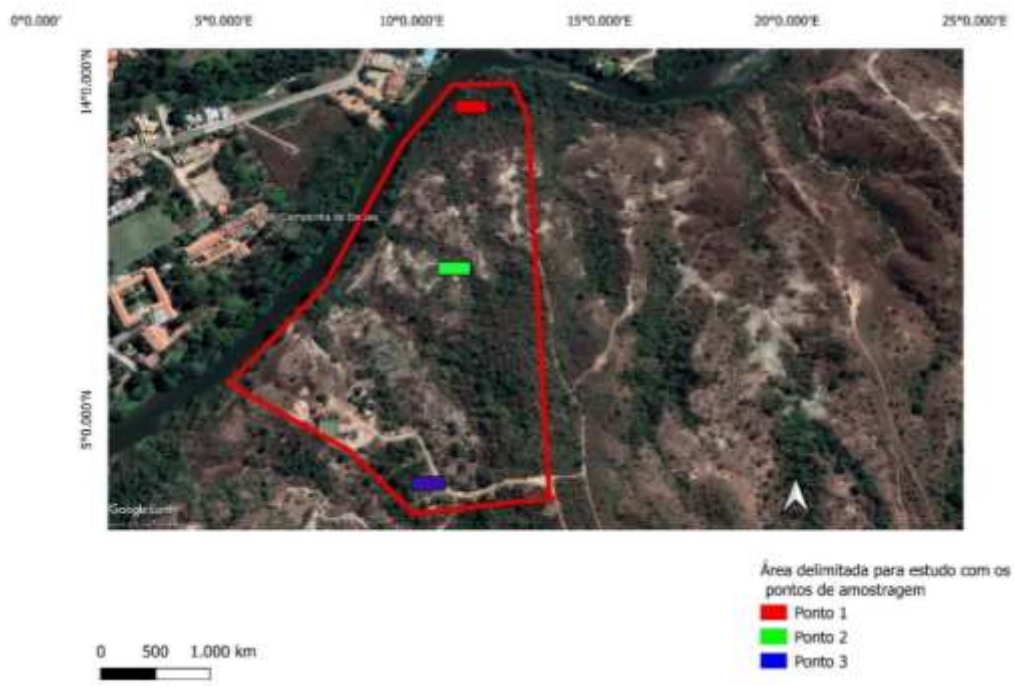 0°0.000' 5°0.000'E 10°0.000'E 15°0.000'E 20°0.000'E 25°0.000'E
14°0.000'N
5°0.000'N
Google
Área delimitada para estudo com os
pontos de amostragem
Ponto 1
Ponto 2
Ponto 3
0 500 1.000 km